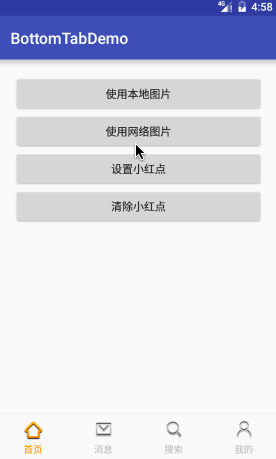 4G 4:58
BottomTabDemo
使用本地图片
使用网络图片
设置小红点
清除小红点
首页 消息 搜索 我的